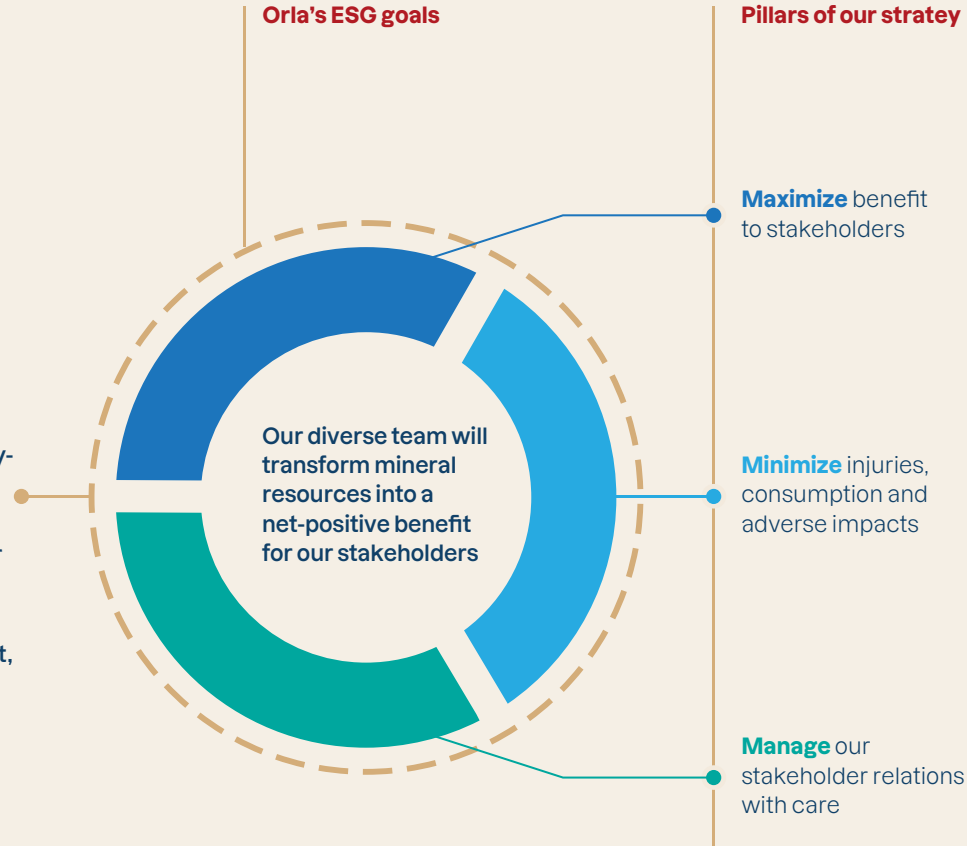 Orla's ESG goals
Pillars of our stratey
Maximize benefit
to stakeholders
Our diverse team will
transform mineral
resources into a
net-positive benefit
for our stakeholders
Minimize injuries,
consumption and
adverse impacts
Manage our
stakeholder relations
with care